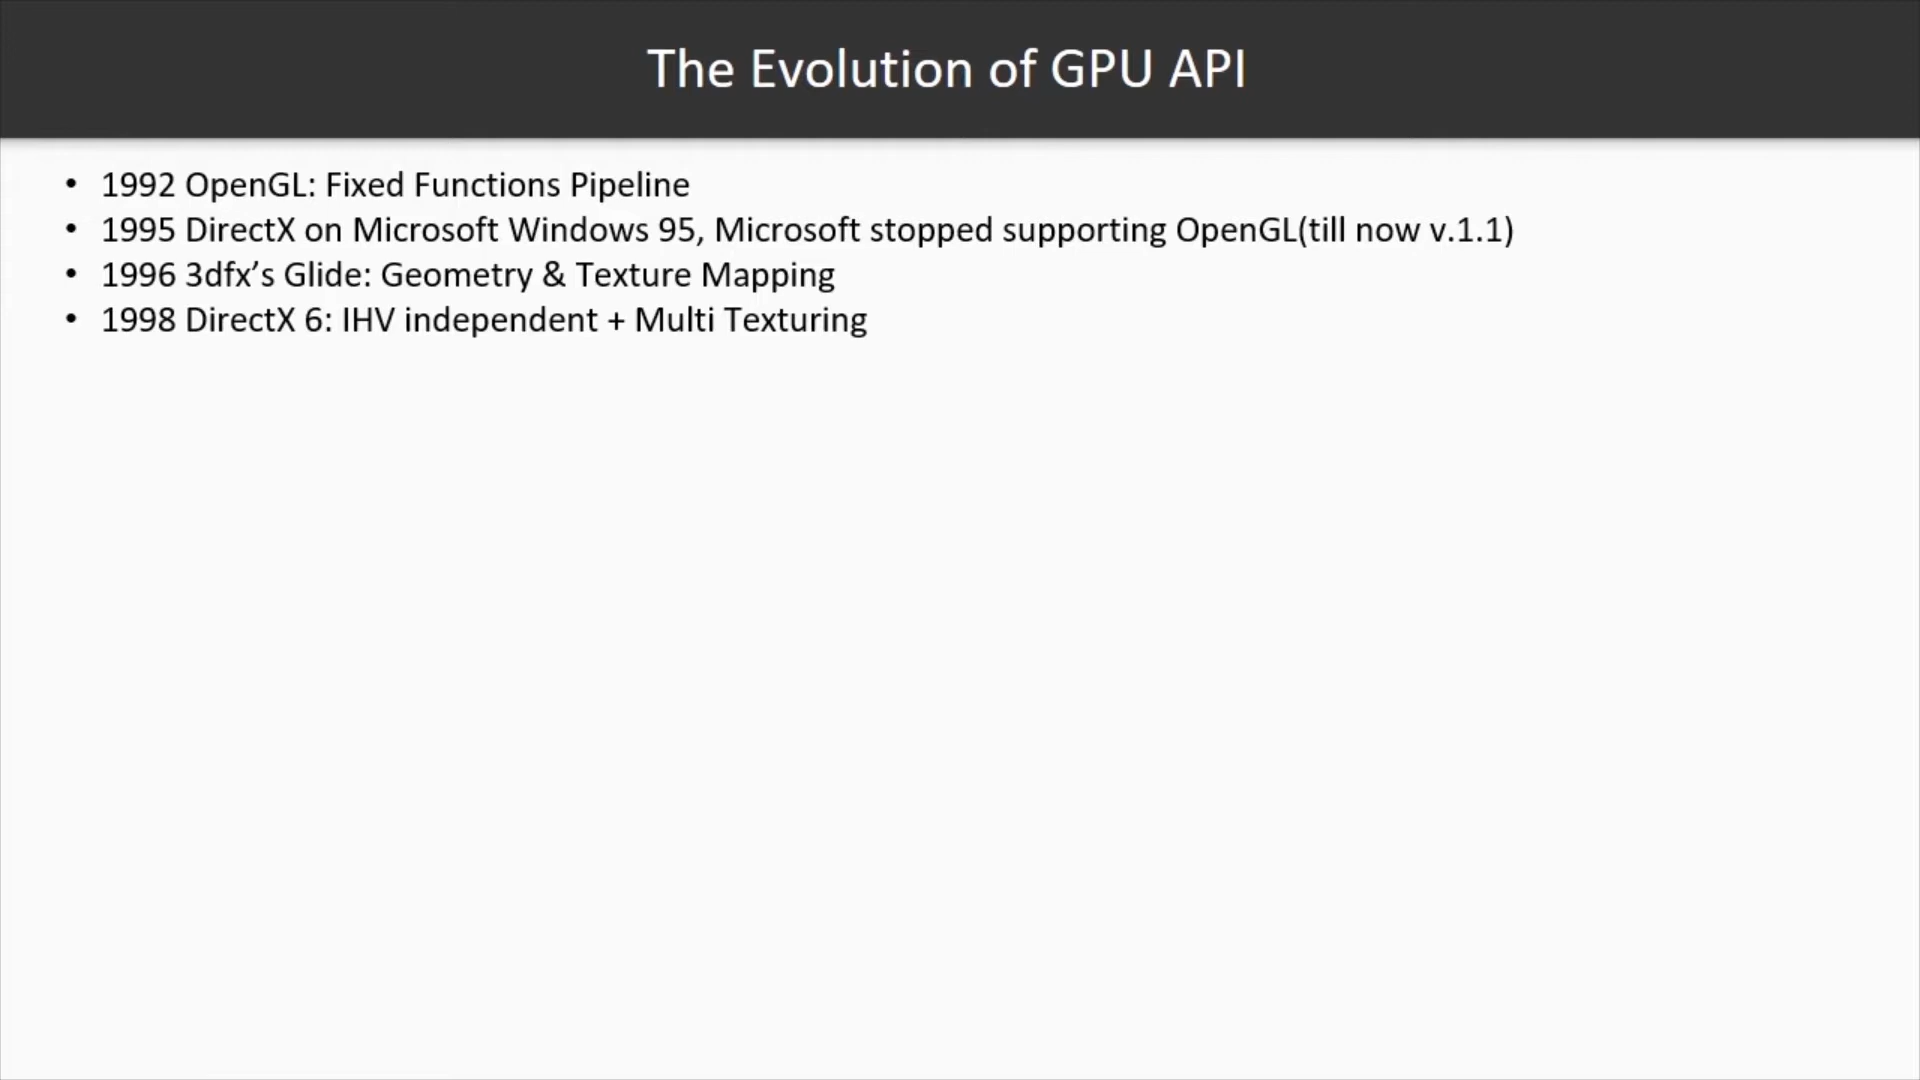 The Evolution of GPU API
• 1992 OpenGL: Fixed Functions Pipeline
• 1995 DirectX on Microsoft Windows 95, Microsoft stopped supporting OpenGL(till now v.1.1)
• 1996 3dfx’s Glide: Geometry & Texture Mapping
• 1998 DirectX 6: IHV independent + Multi Texturing